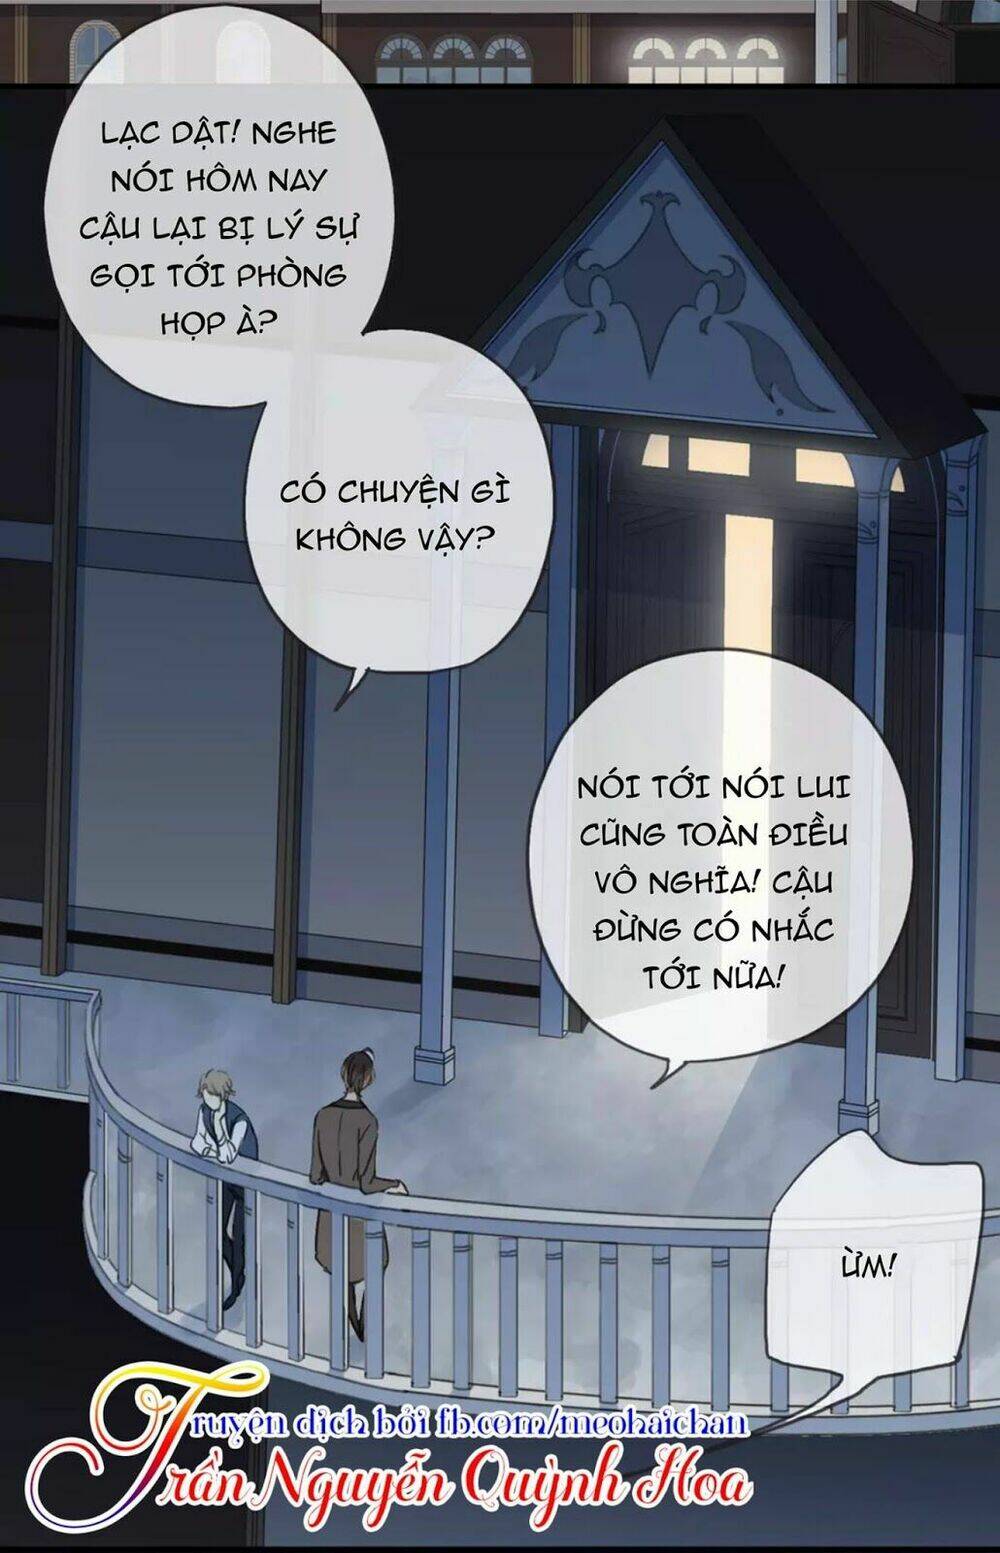 LẠC DẬT! NGHE
NÓI HÔM NAY
CẬU LẠI BỊ LÝ SỰ
GỌI TỚI PHÒNG
HỌP À?
CÓ CHUYỆN GÌ
KHÔNG VẬY?
NÓI TỚI NÓI LUI
CŨNG TOÀN ĐIỀU
VÔ NGHĨA! CẬU
ĐỪNG CÓ NHẮC
TỚI NỮA!
ỪM!
Truyện dịch bởi fb.com/meohaichan
Trần Nguyễn Quỳnh Hoa